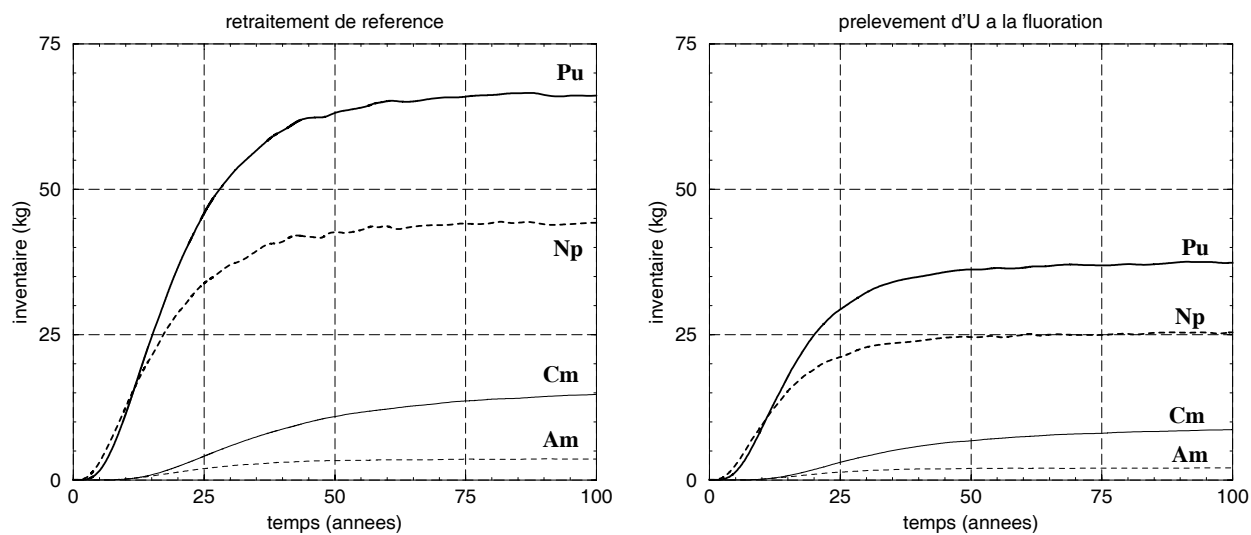 retraitement de reference
75
50
25
0
inventaire (kg)
Pu
Np
Cm
Am
0 25 50 75 100
temps (annees)
prelevement d'U a la fluoration
75
50
25
0
inventaire (kg)
Pu
Np
Cm
Am
0 25 50 75 100
temps (annees)